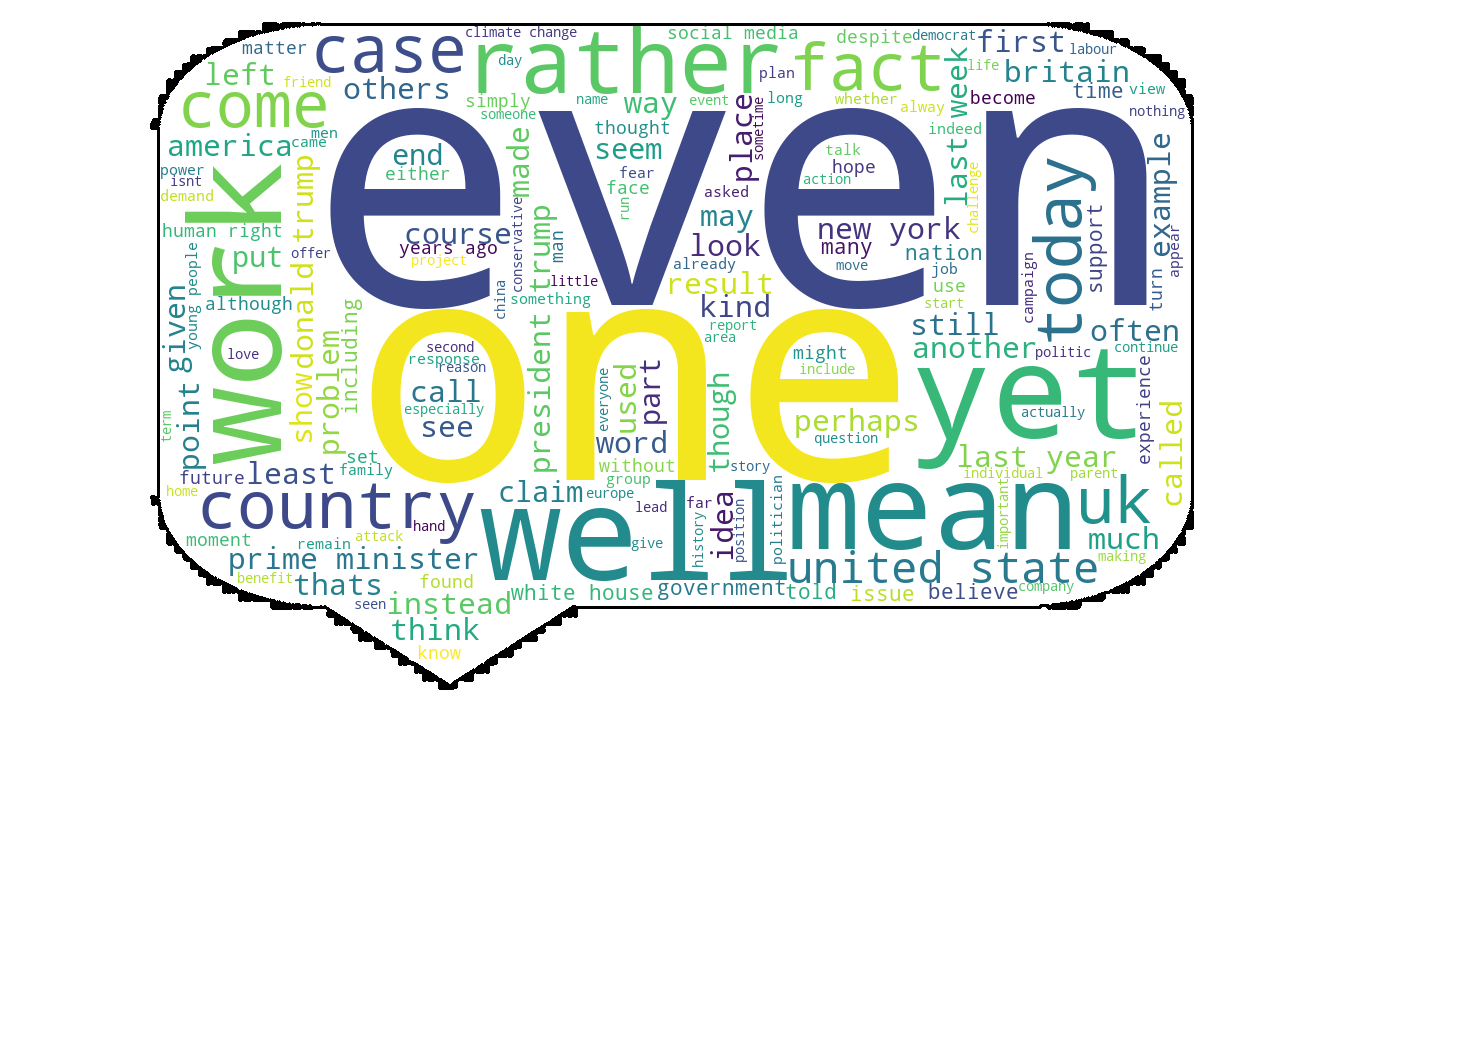 climate change
social media
despite
democrat
first
labour
matter
case
rather
fact
day
left
friend
others
plan
week
life
britain
time
view
come
simply
someone
name
way
event
long
whether
alway
become
nothing
america
came
men
thought
place
sometime
indeed
even
end
either
made
seem
fear
face
run
asked
talk
hope
action
last
challenge
today
example
power
isnt
demand
work
human right
put
donald trump
offer
course
years ago
project
conservative
man
may
look
already
new york
many
move
nation
job
use
start
campaign
support
turn
appear
young people
although
china
little
something
result
kind
report
area
given
love
show
problem
including
president trump
one
still
another
politic
often
continue
second
response
reason
call
especially
see
everyone
used
part
word
though
might
include
perhaps
question
yet
actually
experience
called
term
point
set
family
future
least
home
without
group
story
last year
individual
parent
country
hand
claim
europe
well
lead
far
give
history
idea
position
politician
mean
important
uk
much
making
moment
remain
attack
prime minister
benefit
thats
found
white house
government
told
united state
issue
believe
company
seen
instead
think
know